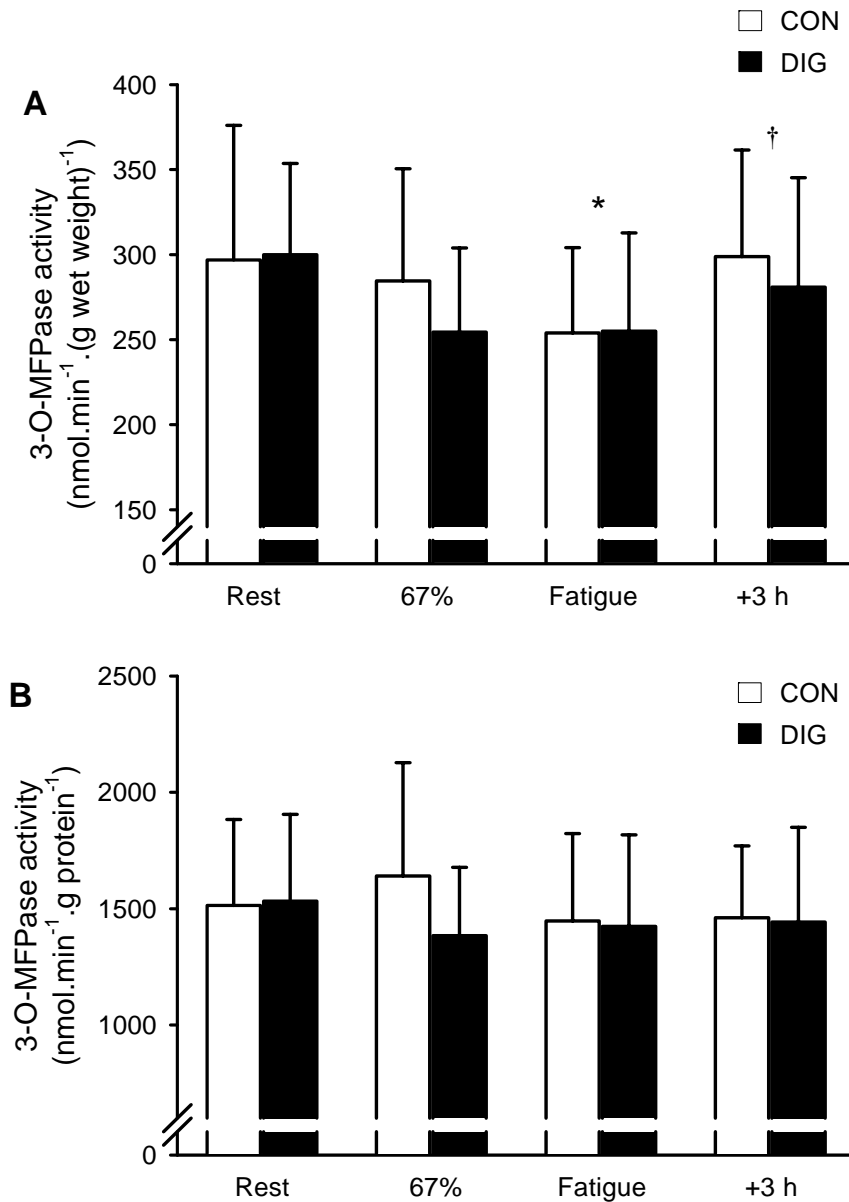 CON
DIG
A
3-O-MFPase activity
(nmol.min⁻¹.(g wet weight)⁻¹)
400
350
300
250
200
150
0
*
†
Rest 67% Fatigue +3 h
B
3-O-MFPase activity
(nmol.min⁻¹.g protein⁻¹)
2500
2000
1500
1000
0
CON
DIG
Rest 67% Fatigue +3 h